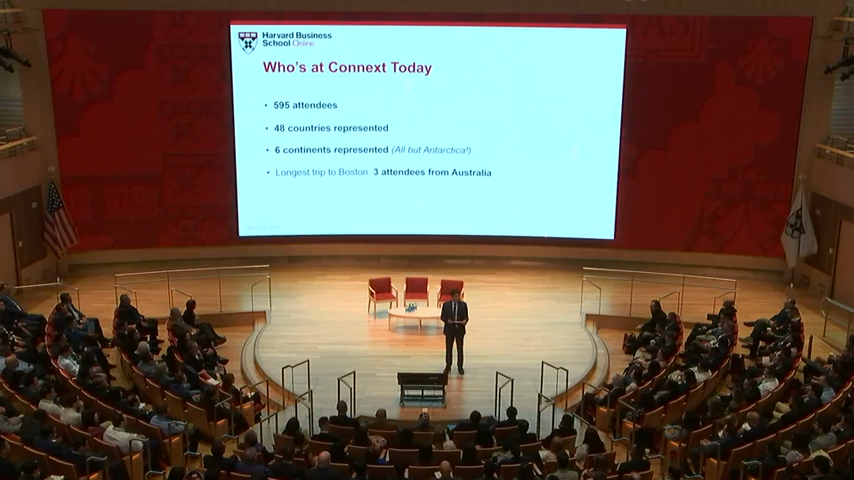 Harvard Business
School Online
Who's at Connext Today
• 595 attendees
• 48 countries represented
• 6 continents represented (All but Antarctica!)
• Longest trip to Boston: 3 attendees from Australia